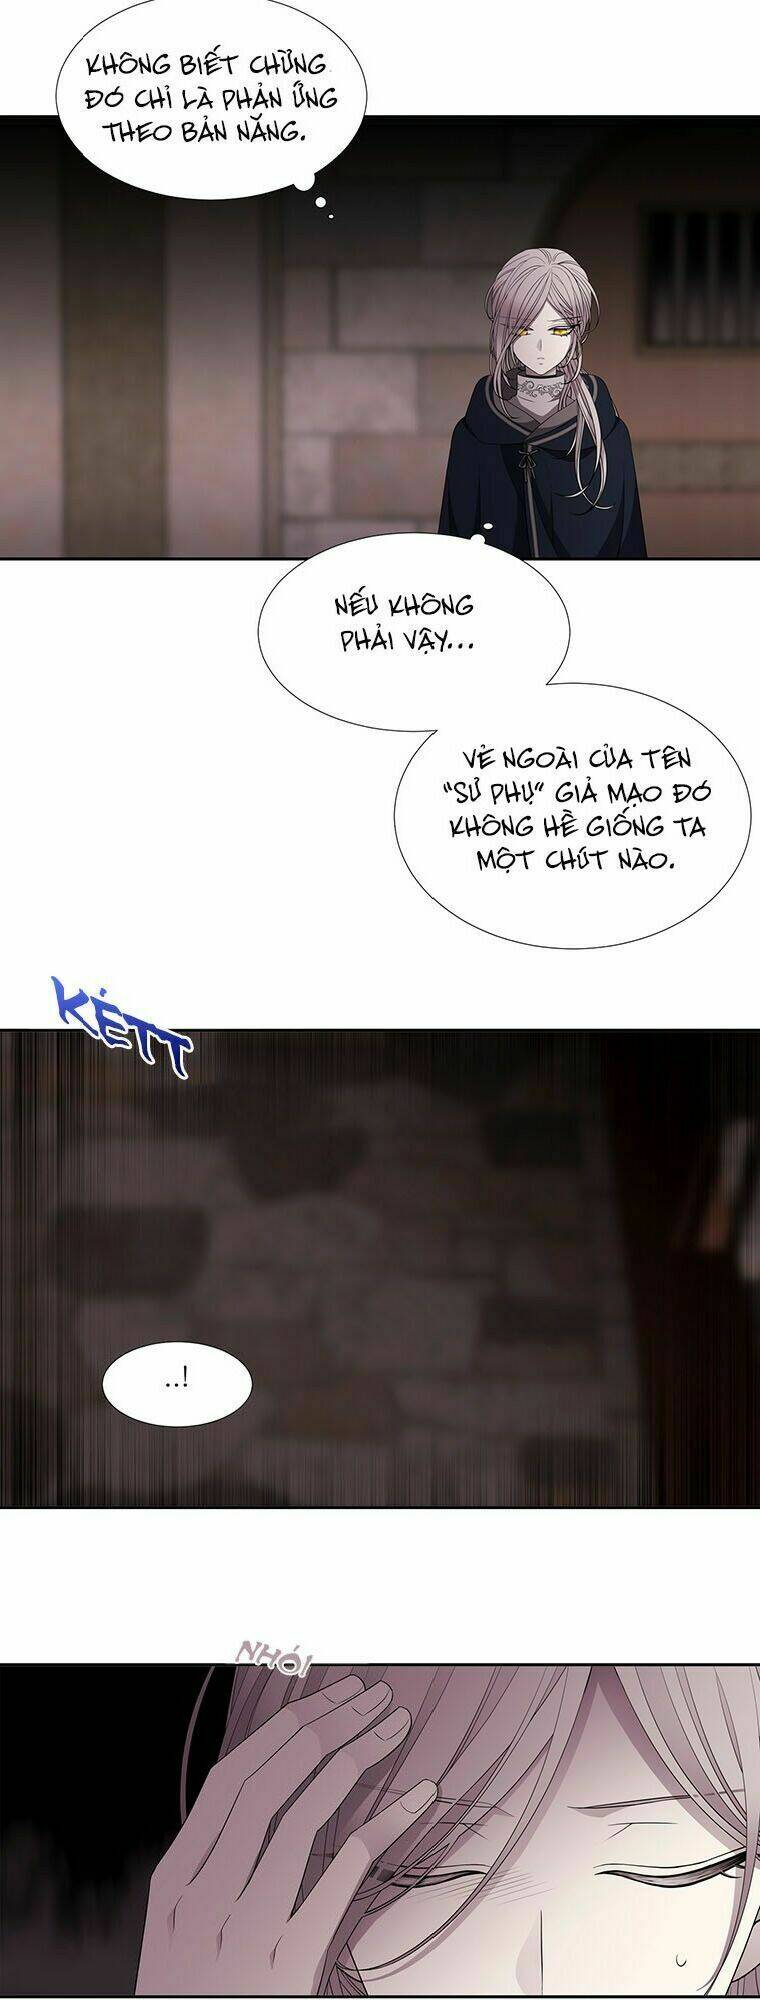 KHÔNG BIẾT CHỪNG
ĐÓ CHỈ LÀ PHẢN ỨNG
THEO BẢN NĂNG.
NẾU KHÔNG
PHẢI VẬY...
VẺ NGOÀI CỦA TÊN
"SƯ PHỤ" GIẢ MẠO ĐÓ
KHÔNG HỀ GIỐNG TA
MỘT CHÚT NÀO.
KÉTT
..!
NHÓI